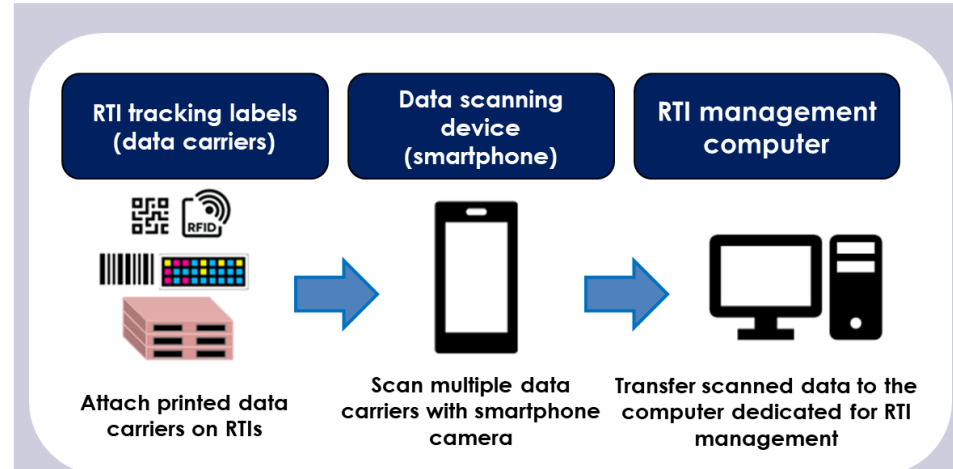 RTI tracking labels
(data carriers)
Data scanning
device
(smartphone)
RTI management
computer
RFID
Attach printed data
carriers on RTIs
Scan multiple data
carriers with smartphone
camera
Transfer scanned data to the
computer dedicated for RTI
management